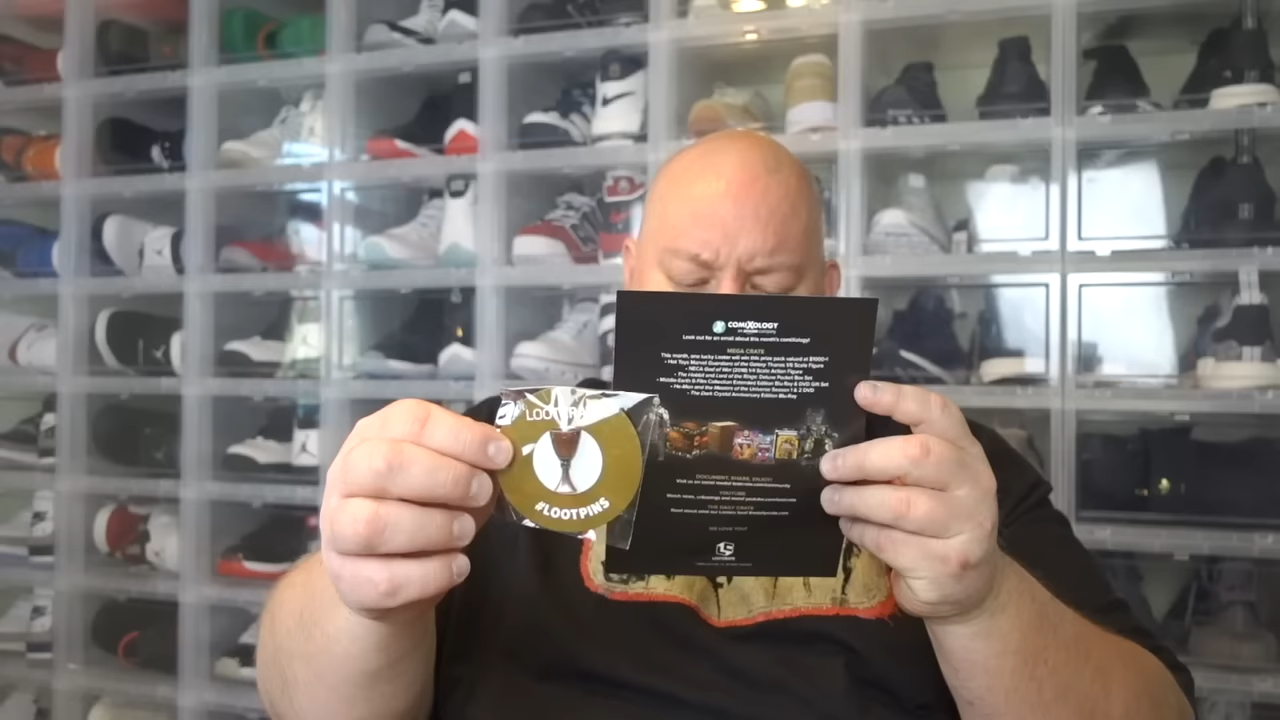 COMIXOLOGY
Look out for an email about this month's comiXology!
MEGA CRATE
This month, one lucky Looter will win this prize pack valued at $1000+!
• Hot Toys Marvel Guardians of the Galaxy Thanos 1/6 Scale Figure
• NECA God of War (2018) 1/4 Scale Action Figure
• The Hobbit and Lord of the Rings: Deluxe Pocket Box Set
• Middle-Earth 6-Film Collection Extended Edition Blu-Ray & DVD Gift Set
• He-Man and the Masters of the Universe Season 1 & 2 DVD
• The Dark Crystal Anniversary Edition Blu-Ray
LOOT
#LOOTPINS
DOCUMENT, SHARE, ENJOY!
YOUTUBE
THE DAILY CRATE
WE LOVE YOU!